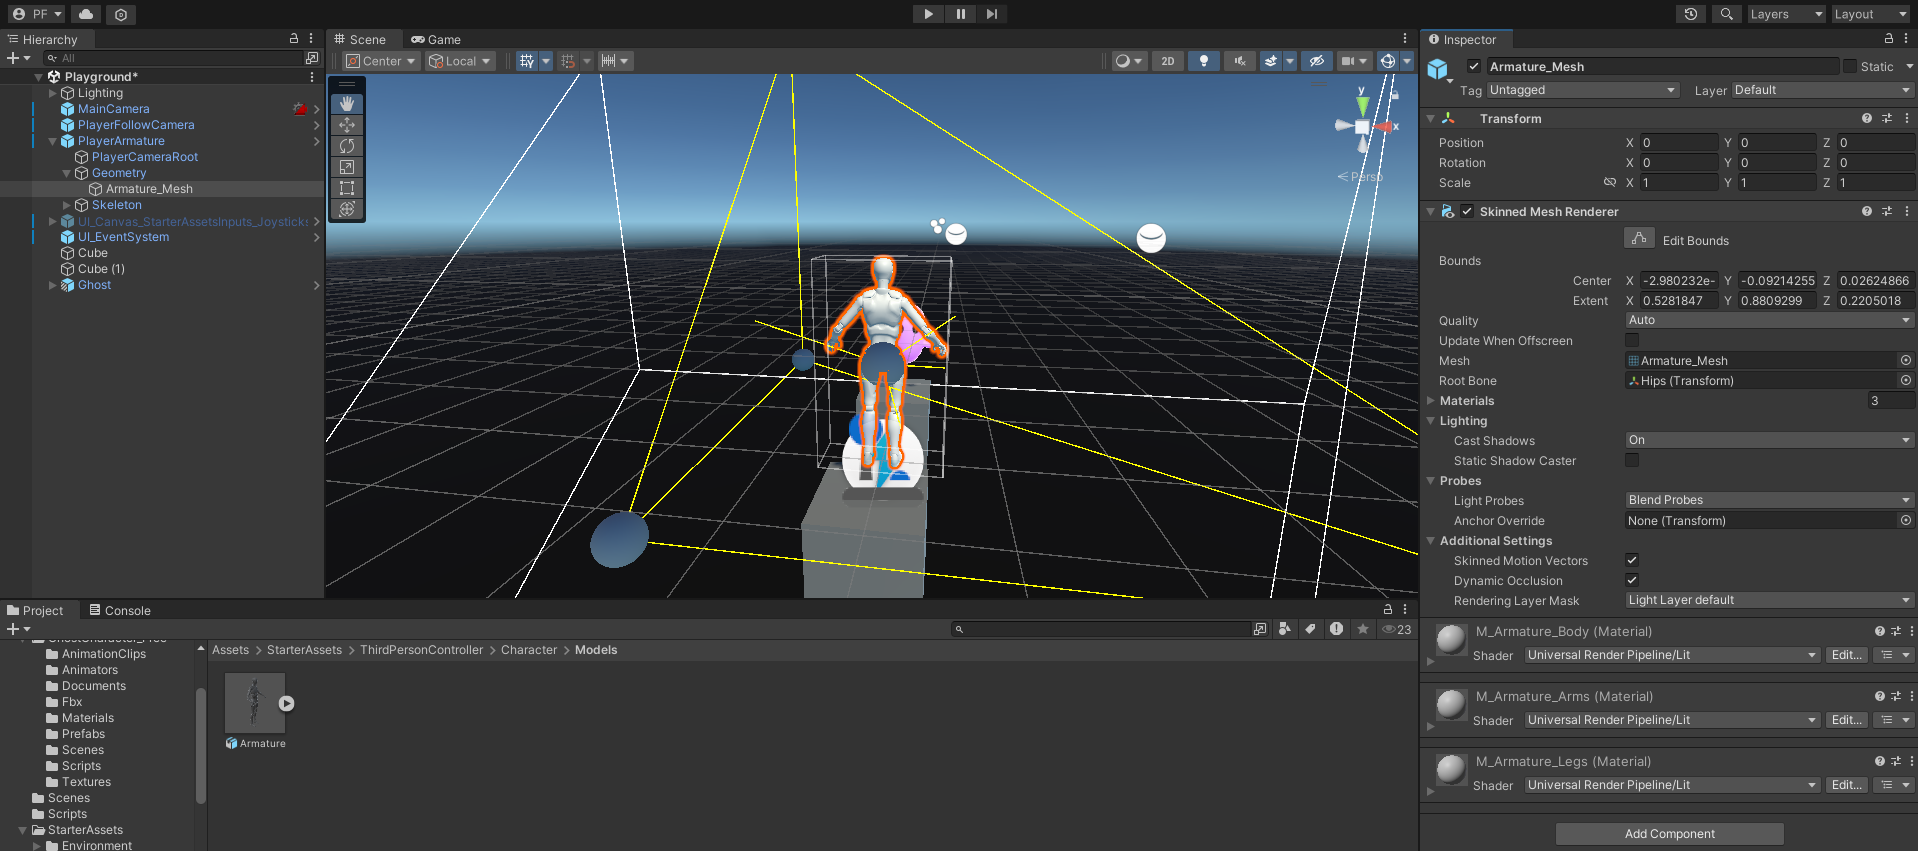 PF
Layers
Layout
Hierarchy
All
Playground*
Lighting
MainCamera
PlayerFollowCamera
PlayerArmature
PlayerCameraRoot
Geometry
Armature_Mesh
Skeleton
UI_Canvas_StarterAssetsInputs_Joysticks
UI_EventSystem
Cube
Cube (1)
Ghost
Scene
Game
Center
Local
2D
y
x
Persp
Inspector
Armature_Mesh
Static
Tag Untagged
Layer Default
Transform
Position X 0 Y 0 Z 0
Rotation X 0 Y 0 Z 0
Scale X 1 Y 1 Z 1
Skinned Mesh Renderer
Edit Bounds
Bounds
Center X -2.980232e- Y -0.09214255 Z 0.02624866
Extent X 0.5281847 Y 0.8809299 Z 0.2205018
Quality Auto
Update When Offscreen
Mesh Armature_Mesh
Root Bone Hips (Transform)
Materials 3
Lighting
Cast Shadows On
Static Shadow Caster
Probes
Light Probes Blend Probes
Anchor Override None (Transform)
Additional Settings
Skinned Motion Vectors
Dynamic Occlusion
Rendering Layer Mask Light Layer default
M_Armature_Body (Material)
Shader Universal Render Pipeline/Lit Edit...
M_Armature_Arms (Material)
Shader Universal Render Pipeline/Lit Edit...
M_Armature_Legs (Material)
Shader Universal Render Pipeline/Lit Edit...
Add Component
Project
Console
23
AnimationClips
Animators
Documents
Fbx
Materials
Prefabs
Scenes
Scripts
Textures
Scenes
Scripts
StarterAssets
Environment
Assets > StarterAssets > ThirdPersonController > Character > Models
Armature